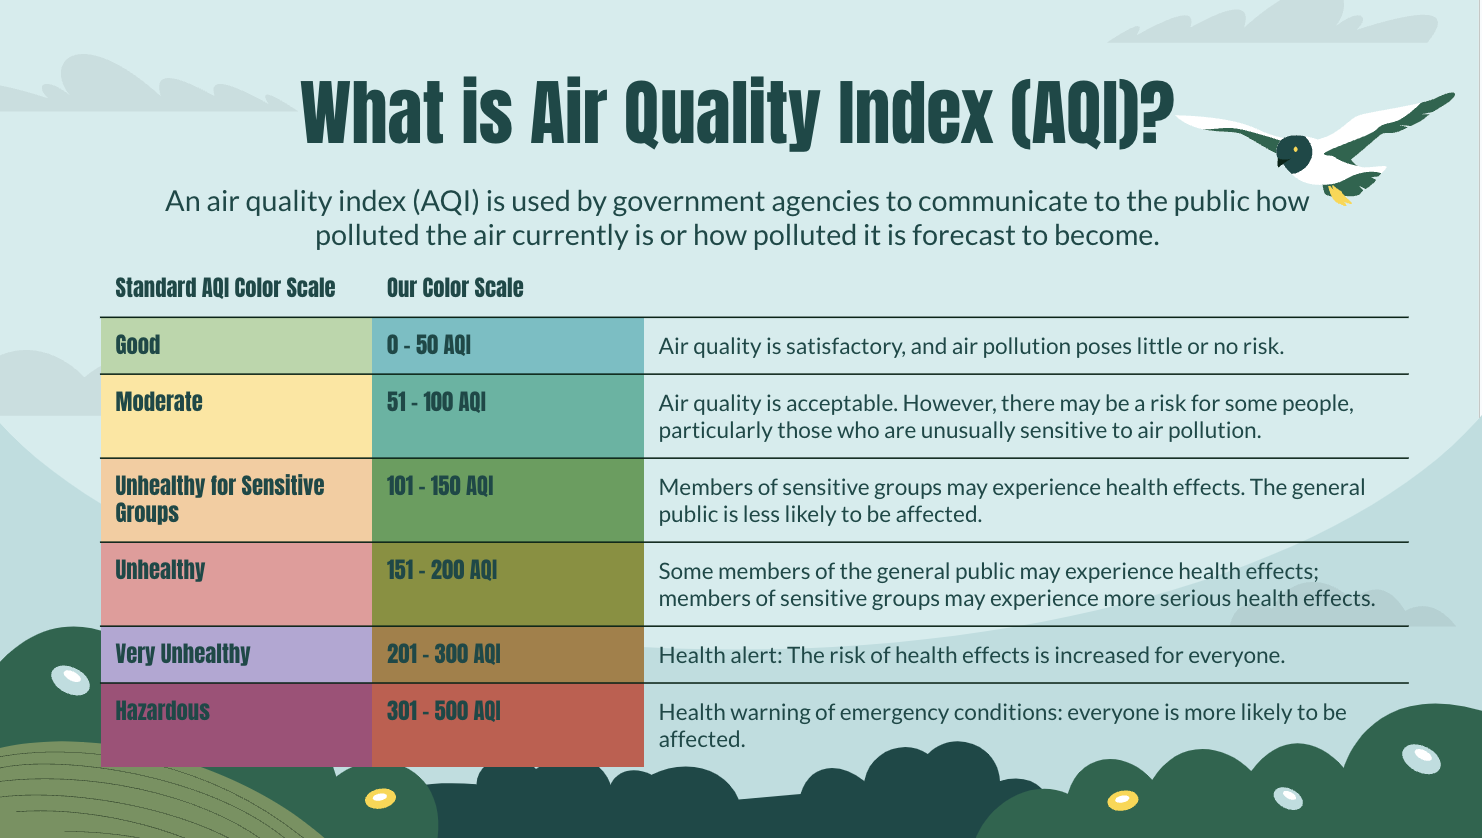 What is Air Quality Index (AQI)?
An air quality index (AQI) is used by government agencies to communicate to the public how
polluted the air currently is or how polluted it is forecast to become.
Standard AQI Color Scale
Our Color Scale
Good
0 - 50 AQI
Air quality is satisfactory, and air pollution poses little or no risk.
Moderate
51 - 100 AQI
Air quality is acceptable. However, there may be a risk for some people,
particularly those who are unusually sensitive to air pollution.
Unhealthy for Sensitive
Groups
101 - 150 AQI
Members of sensitive groups may experience health effects. The general
public is less likely to be affected.
Unhealthy
151 - 200 AQI
Some members of the general public may experience health effects;
members of sensitive groups may experience more serious health effects.
Very Unhealthy
201 - 300 AQI
Health alert: The risk of health effects is increased for everyone.
Hazardous
301 - 500 AQI
Health warning of emergency conditions: everyone is more likely to be
affected.